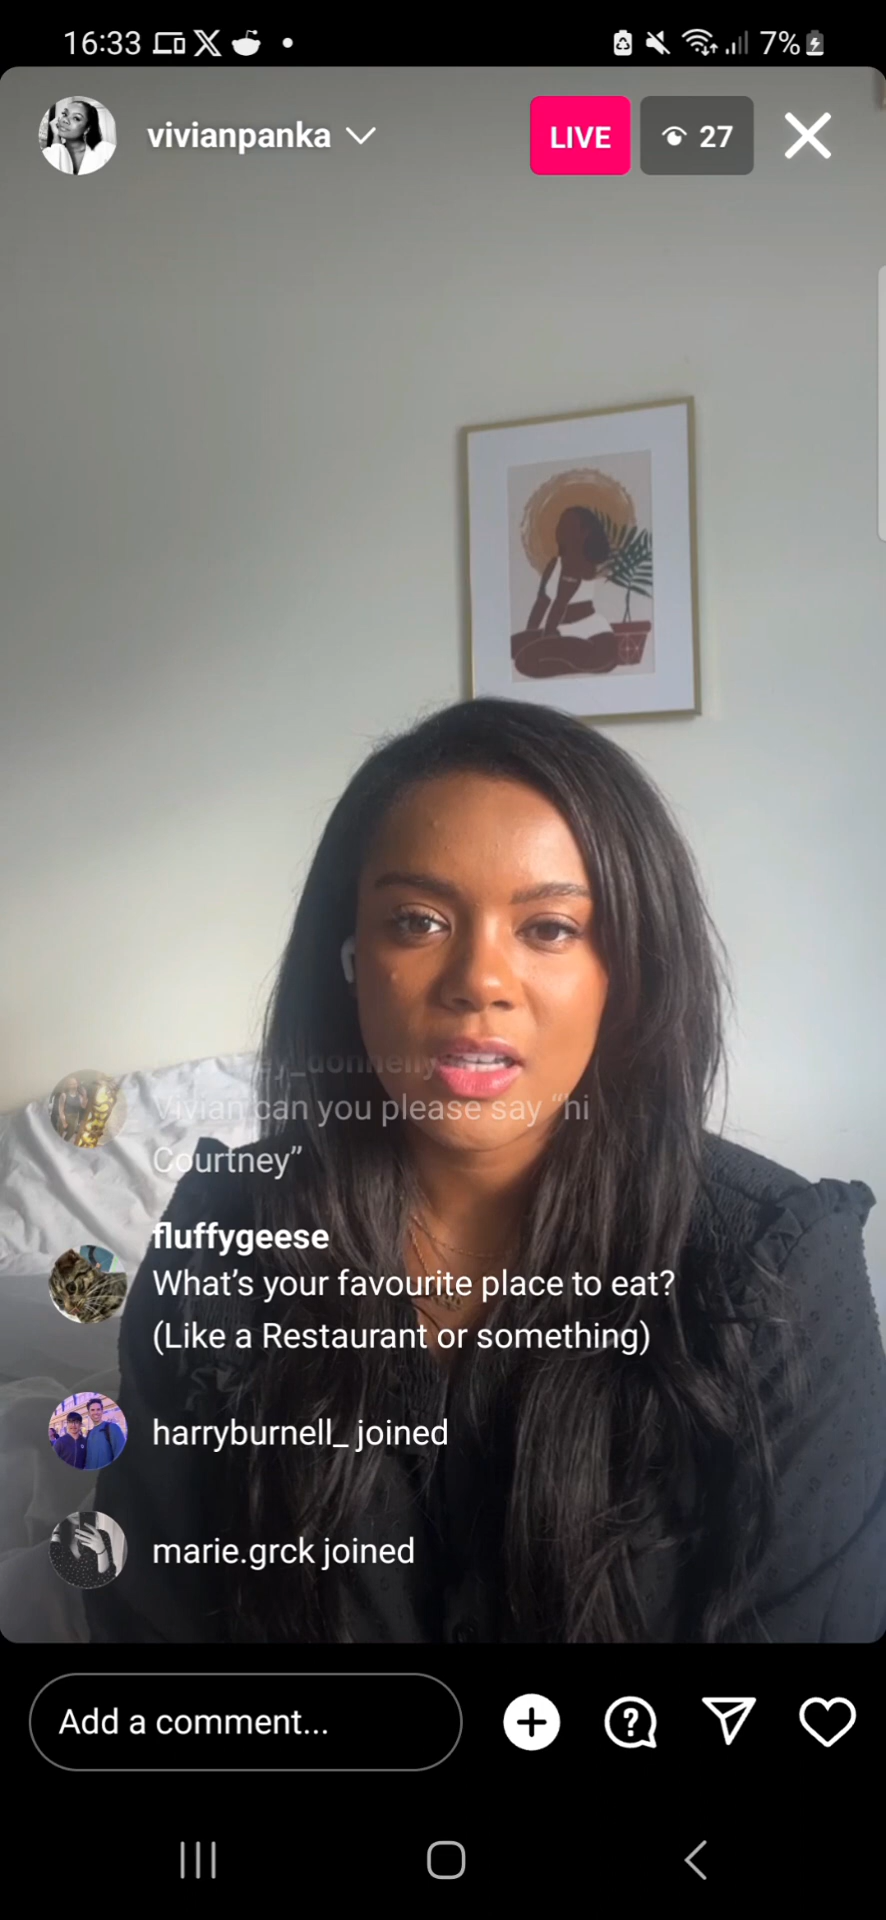 16:33
7%
vivianpanka
LIVE
27
Vivian can you please say “hi
Courtney”
fluffygeese
What’s your favourite place to eat?
(Like a Restaurant or something)
harryburnell_ joined
marie.grck joined
Add a comment...